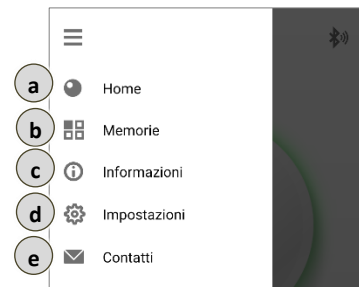 a Home
b Memorie
c Informazioni
d Impostazioni
e Contatti